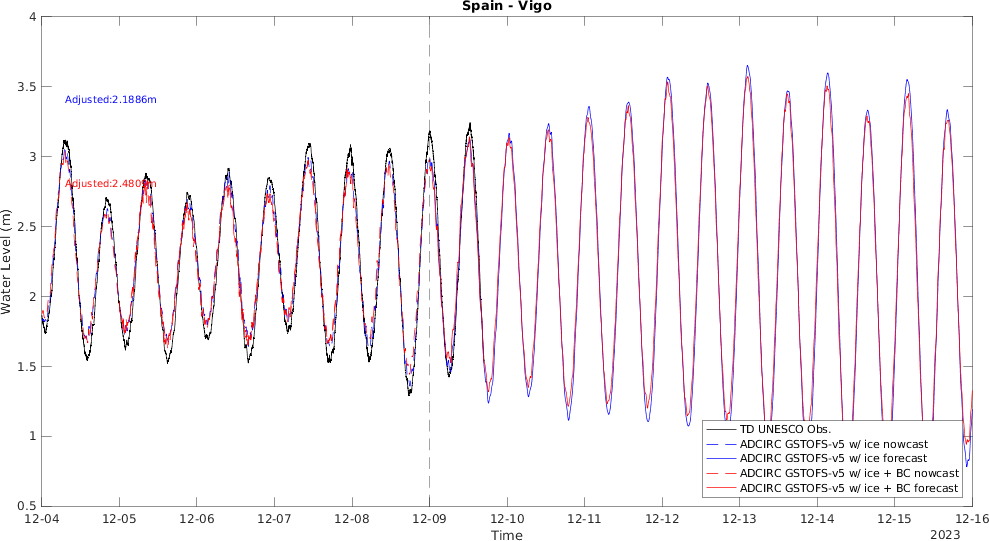 Spain - Vigo
4
3.5
3
2.5
2
1.5
1
0.5
Water Level (m)
Adjusted:2.1886m
Adjusted:2.480
TD UNESCO Obs.
ADCIRC GSTOFS-v5 w/ ice nowcast
ADCIRC GSTOFS-v5 w/ ice forecast
ADCIRC GSTOFS-v5 w/ ice + BC nowcast
ADCIRC GSTOFS-v5 w/ ice + BC forecast
12-04 12-05 12-06 12-07 12-08 12-09 12-10 12-11 12-12 12-13 12-14 12-15 12-16
Time
2023